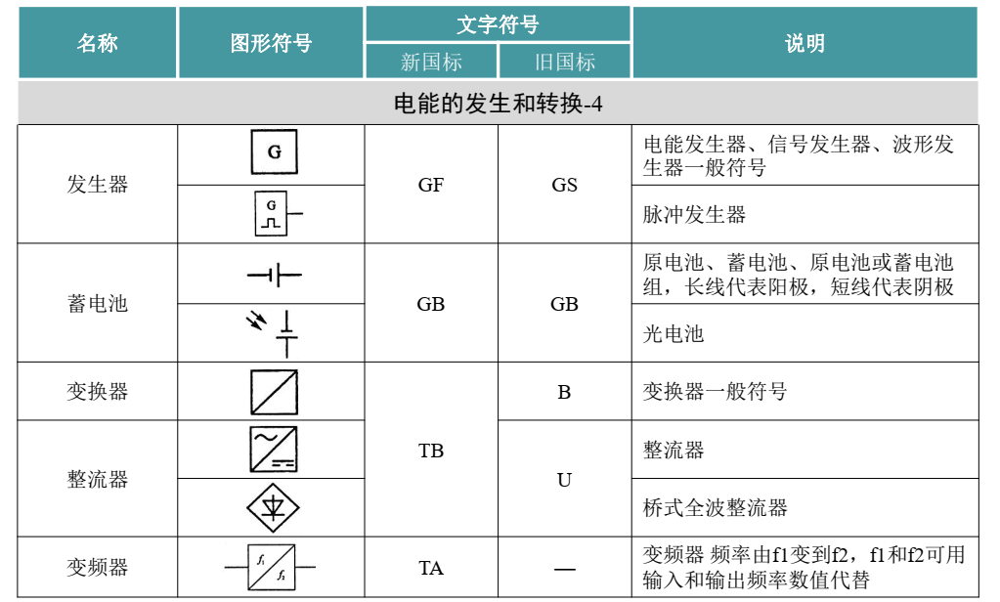 名称
图形符号
文字符号
说明
新国标
旧国标
电能的发生和转换-4
发生器
G
GF
GS
电能发生器、信号发生器、波形发
生器一般符号
G
脉冲发生器
蓄电池
GB
GB
原电池、蓄电池、原电池或蓄电池
组，长线代表阳极，短线代表阴极
光电池
变换器
TB
B
变换器一般符号
整流器
U
整流器
桥式全波整流器
变频器
f₁
f₂
TA
—
变频器 频率由f1变到f2，f1和f2可用
输入和输出频率数值代替